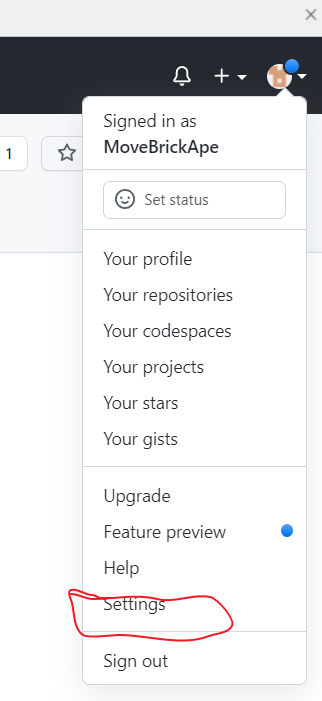 1
Signed in as
MoveBrickApe
Set status
Your profile
Your repositories
Your codespaces
Your projects
Your stars
Your gists
Upgrade
Feature preview
Help
Settings
Sign out